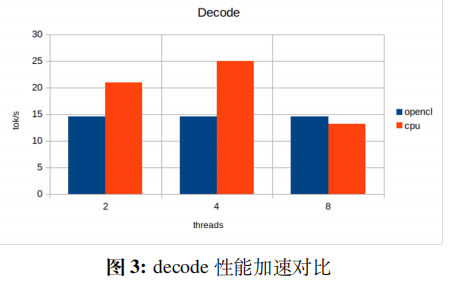 Decode
30
25
20
15
10
5
0
tok/s
2 4 8
threads
opencl
cpu
图 3: decode 性能加速对比